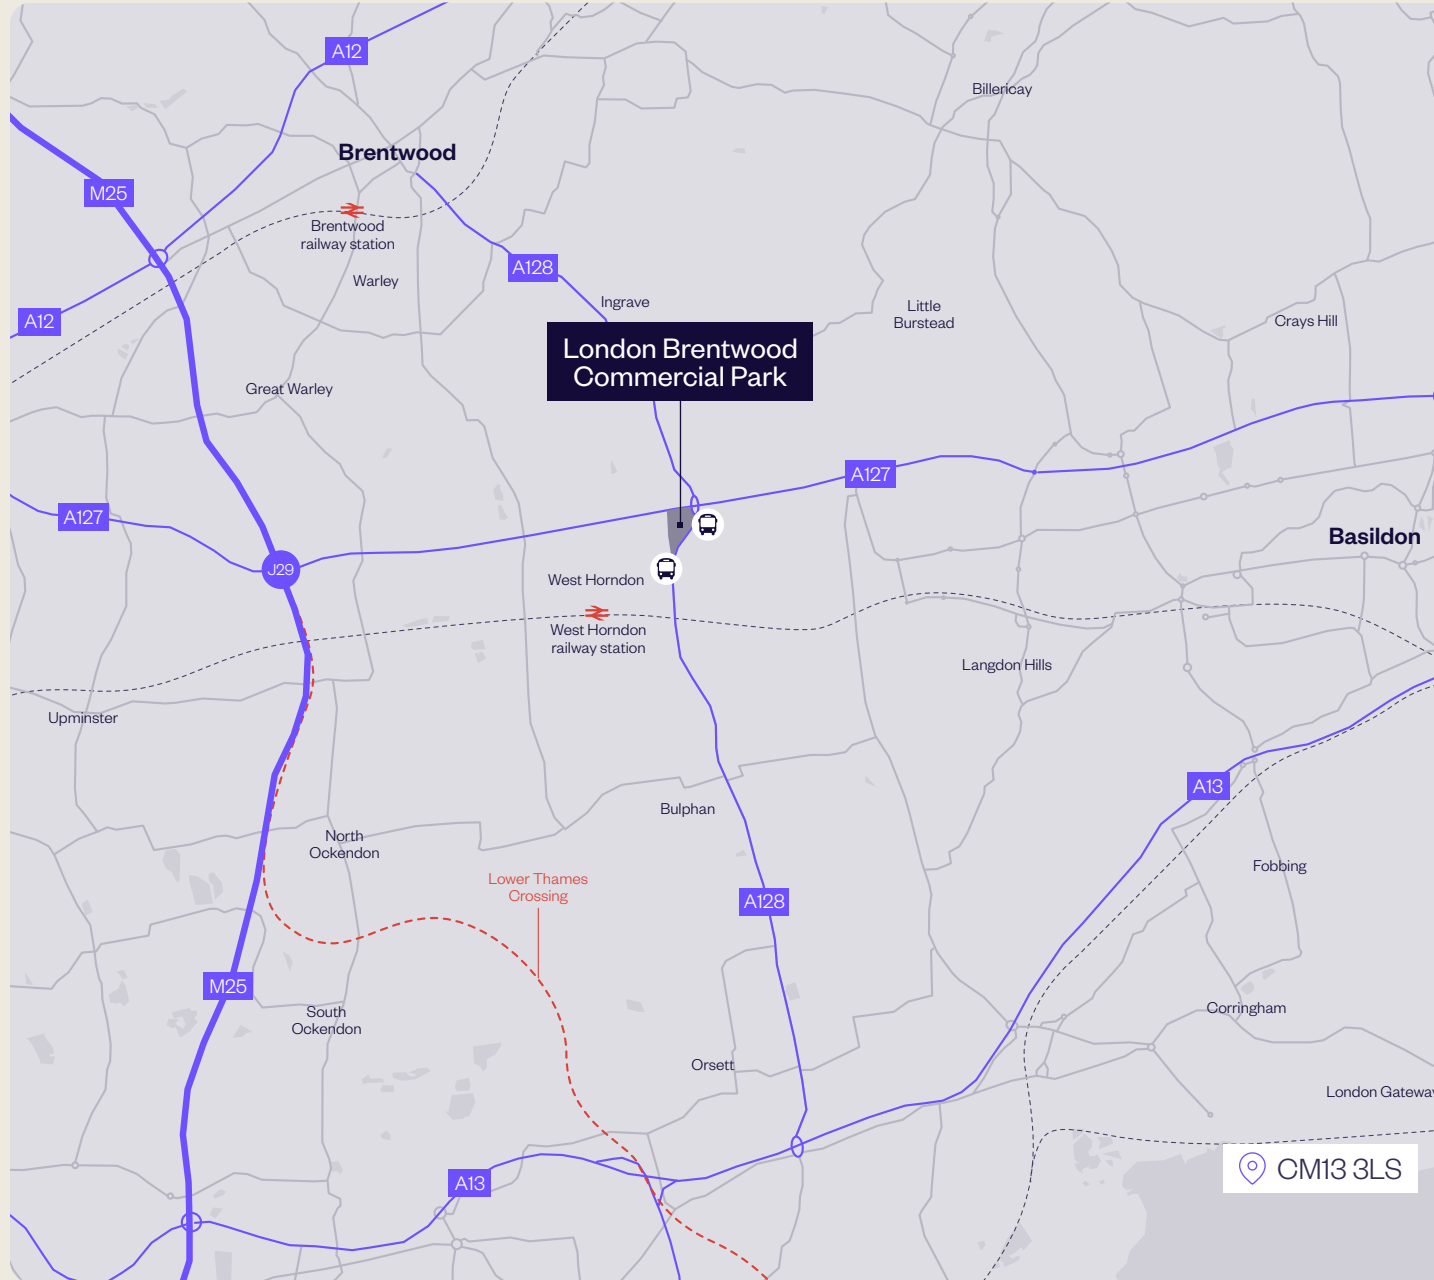 A12
Billericay
Brentwood
M25
Brentwood
railway station
A128
Warley
Ingrave
Little
Burstead
A12
Crays Hill
London Brentwood
Commercial Park
Great Warley
A127
A127
Basildon
J29
West Horndon
West Horndon
railway station
Langdon Hills
Upminster
A13
Bulphan
North
Ockendon
Fobbing
Lower Thames
Crossing
A128
M25
South
Ockendon
Corringham
Orsett
London Gateway
A13
CM13 3LS